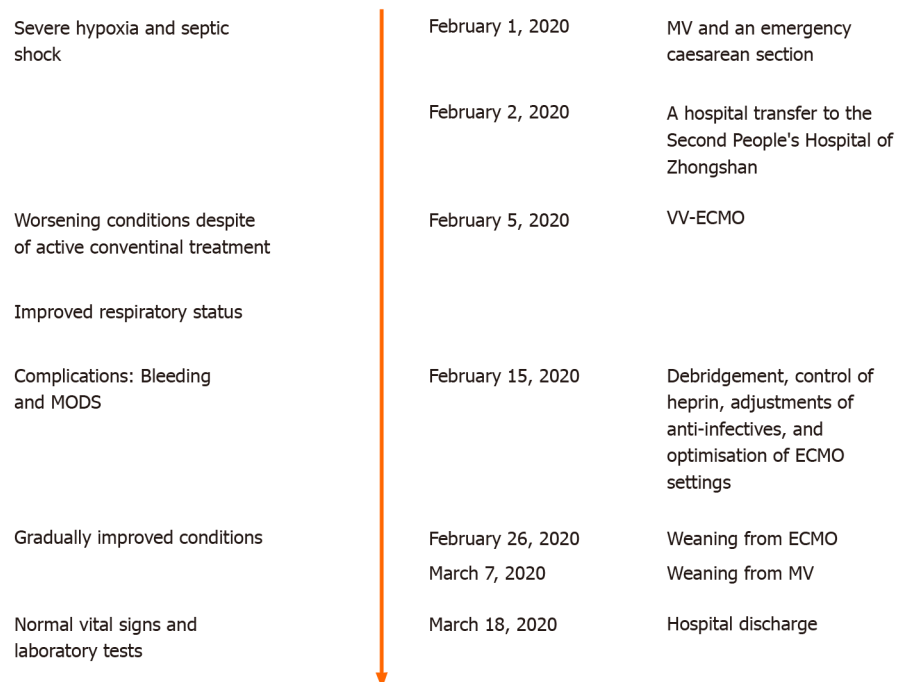 Severe hypoxia and septic
shock
February 1, 2020
MV and an emergency
caesarean section
February 2, 2020
A hospital transfer to the
Second People's Hospital of
Zhongshan
Worsening conditions despite
of active conventinal treatment
February 5, 2020
VV-ECMO
Improved respiratory status
Complications: Bleeding
and MODS
February 15, 2020
Debridgement, control of
heprin, adjustments of
anti-infectives, and
optimisation of ECMO
settings
Gradually improved conditions
February 26, 2020
Weaning from ECMO
March 7, 2020
Weaning from MV
Normal vital signs and
laboratory tests
March 18, 2020
Hospital discharge